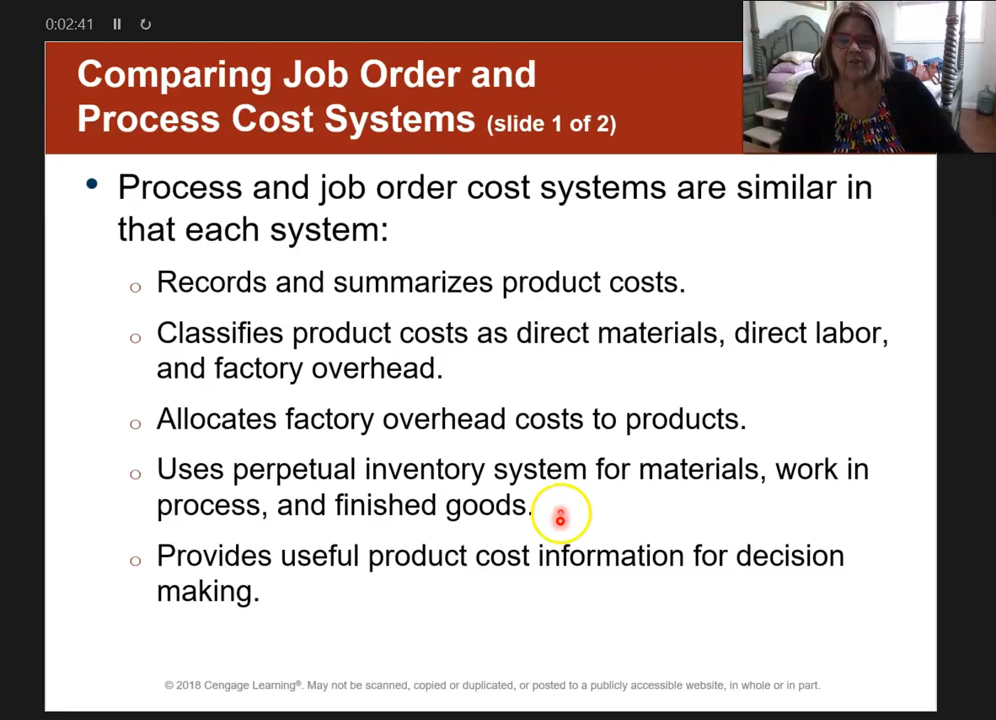 0:02:41
Comparing Job Order and
Process Cost Systems (slide 1 of 2)
• Process and job order cost systems are similar in
that each system:
o Records and summarizes product costs.
o Classifies product costs as direct materials, direct labor,
and factory overhead.
o Allocates factory overhead costs to products.
o Uses perpetual inventory system for materials, work in
process, and finished goods.
o Provides useful product cost information for decision
making.
© 2018 Cengage Learning®. May not be scanned, copied or duplicated, or posted to a publicly accessible website, in whole or in part.